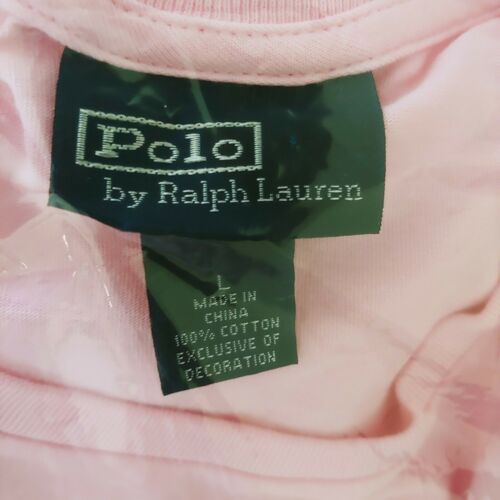 Polo
by Ralph Lauren
L
MADE IN
CHINA
100% COTTON
EXCLUSIVE OF
DECORATION